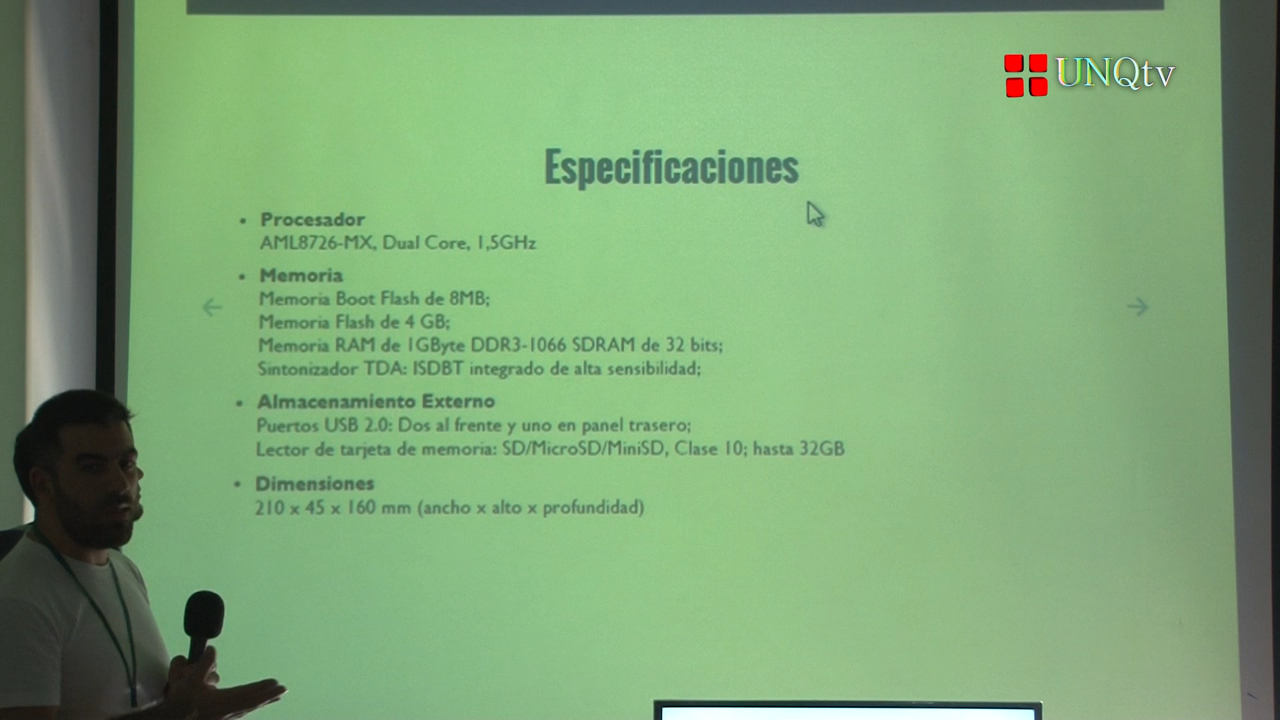 UNQtv
Especificaciones
• Procesador
AML8726-MX, Dual Core, 1,5GHz
• Memoria
Memoria Boot Flash de 8MB;
Memoria Flash de 4 GB;
Memoria RAM de 1GByte DDR3-1066 SDRAM de 32 bits;
Sintonizador TDA: ISDBT integrado de alta sensibilidad;
• Almacenamiento Externo
Puertos USB 2.0: Dos al frente y uno en panel trasero;
Lector de tarjeta de memoria: SD/MicroSD/MiniSD, Clase 10; hasta 32GB
• Dimensiones
210 x 45 x 160 mm (ancho x alto x profundidad)